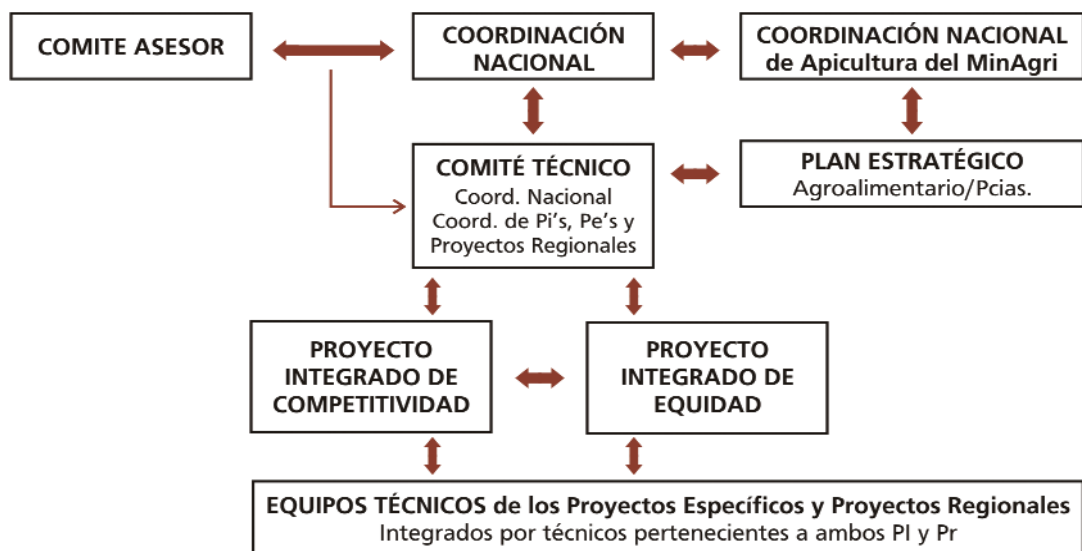 COMITE ASESOR
COORDINACIÓN
NACIONAL
COORDINACIÓN NACIONAL
de Apicultura del MinAgri
COMITÉ TÉCNICO
Coord. Nacional
Coord. de Pi's, Pe's y
Proyectos Regionales
PLAN ESTRATÉGICO
Agroalimentario/Pcias.
PROYECTO
INTEGRADO DE
COMPETITIVIDAD
PROYECTO
INTEGRADO DE
EQUIDAD
EQUIPOS TÉCNICOS de los Proyectos Específicos y Proyectos Regionales
Integrados por técnicos pertenecientes a ambos PI y Pr